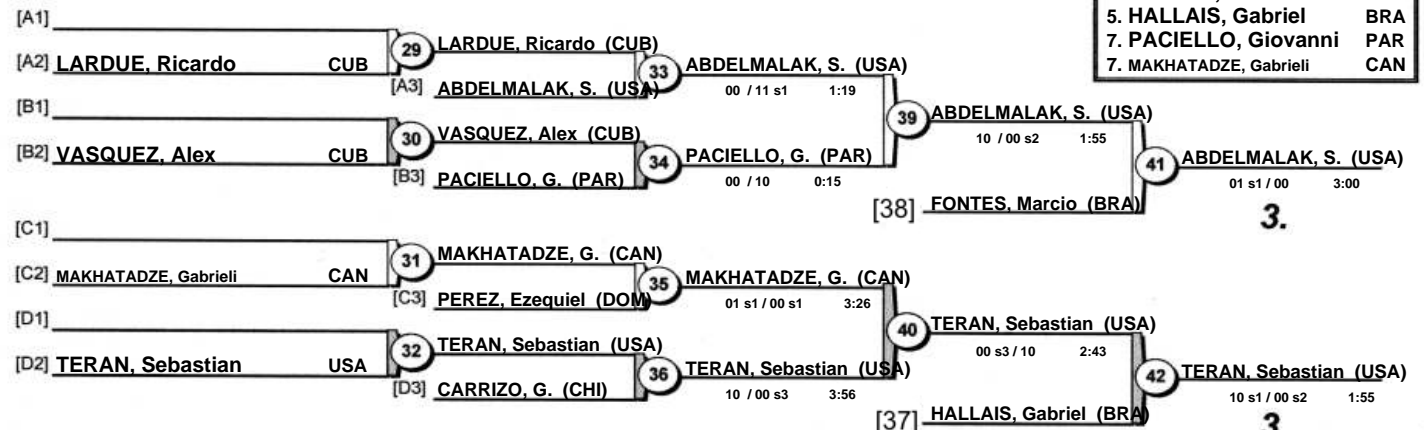 5. HALLAIS, Gabriel BRA
7. PACIELLO, Giovanni PAR
7. MAKHATADZE, Gabrieli CAN
[A1]
[A2] LARDUE, Ricardo CUB
29
LARDUE, Ricardo (CUB)
[A3] ABDELMALAK, S. (USA)
33
ABDELMALAK, S. (USA)
00 / 11 s1 1:19
[B1]
[B2] VASQUEZ, Alex CUB
30
VASQUEZ, Alex (CUB)
[B3] PACIELLO, G. (PAR)
34
PACIELLO, G. (PAR)
00 / 10 0:15
39
ABDELMALAK, S. (USA)
10 / 00 s2 1:55
[38] FONTES, Marcio (BRA)
41
ABDELMALAK, S. (USA)
01 s1 / 00 3:00
3.
[C1]
[C2] MAKHATADZE, Gabrieli CAN
31
MAKHATADZE, G. (CAN)
[C3] PEREZ, Ezequiel (DOM)
35
MAKHATADZE, G. (CAN)
01 s1 / 00 s1 3:26
[D1]
[D2] TERAN, Sebastian USA
32
TERAN, Sebastian (USA)
[D3] CARRIZO, G. (CHI)
36
TERAN, Sebastian (USA)
10 / 00 s3 3:56
40
TERAN, Sebastian (USA)
00 s3 / 10 2:43
[37] HALLAIS, Gabriel (BRA)
42
TERAN, Sebastian (USA)
10 s1 / 00 s2 1:55
3.